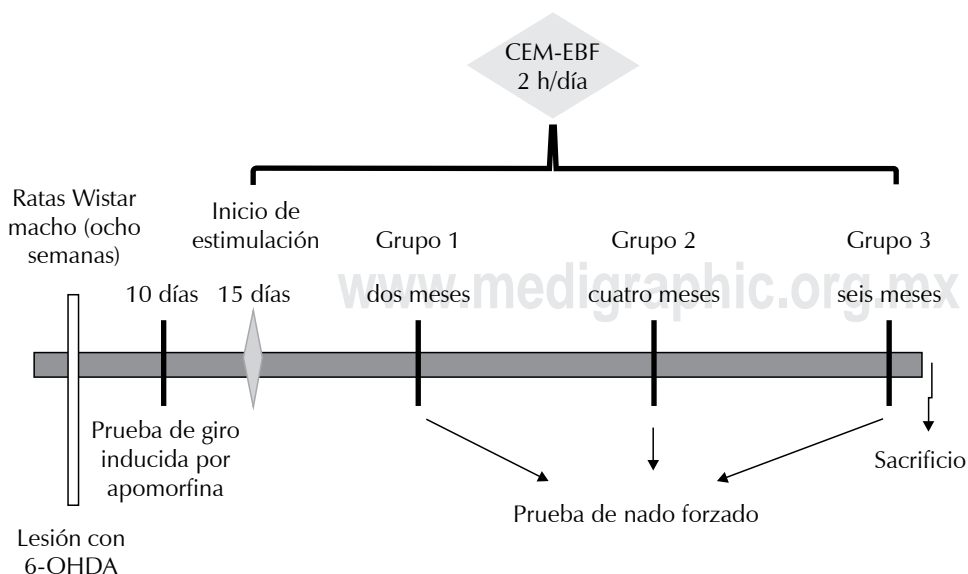 CEM-EBF
2 h/día
Ratas Wistar
macho (ocho
semanas)
Inicio de
estimulación
Grupo 1
Grupo 2
Grupo 3
www.medigraphic.org.mx
10 días
15 días
dos meses
cuatro meses
seis meses
Prueba de giro
inducida por
apomorfina
Sacrificio
Prueba de nado forzado
Lesión con
6-OHDA